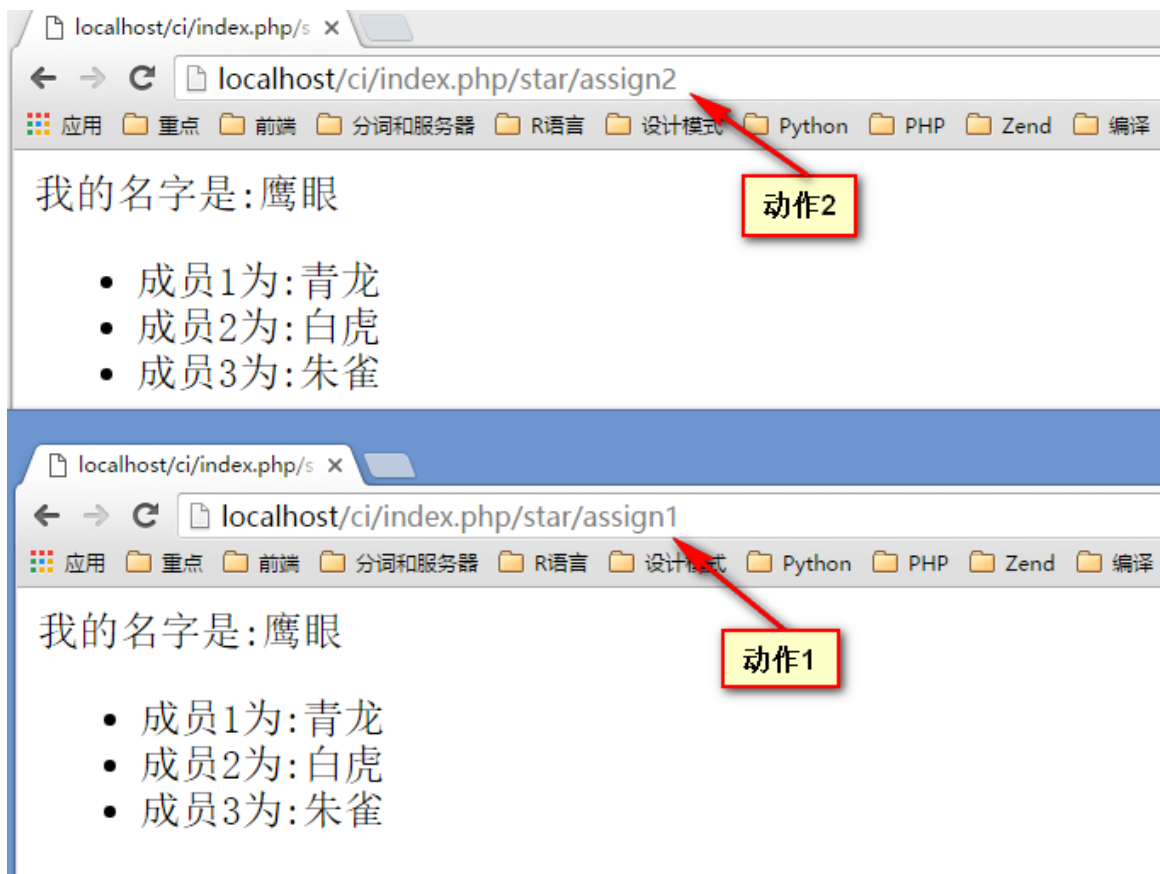 localhost/ci/index.php/s
localhost/ci/index.php/star/assign2
应用 重点 前端 分词和服务器 R语言 设计模式 Python PHP Zend 编译
动作2
我的名字是:鹰眼
成员1为:青龙
成员2为:白虎
成员3为:朱雀
localhost/ci/index.php/s
localhost/ci/index.php/star/assign1
应用 重点 前端 分词和服务器 R语言 设计模式 Python PHP Zend 编译
我的名字是:鹰眼
动作1
成员1为:青龙
成员2为:白虎
成员3为:朱雀